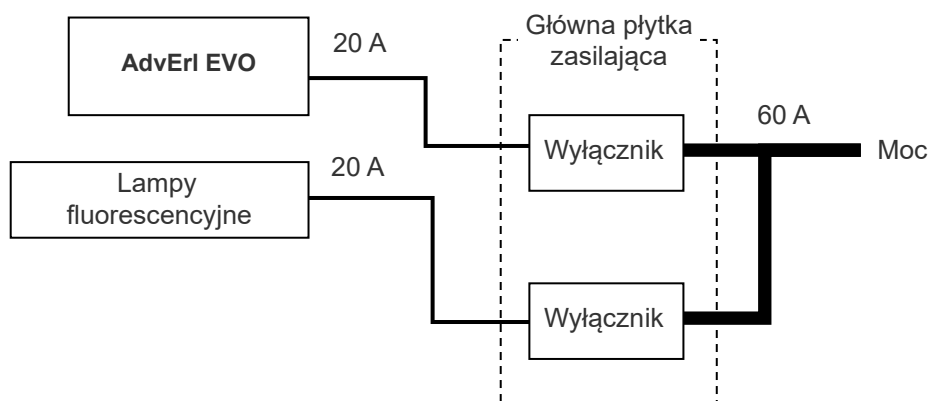 Główna płytka
zasilająca
AdvErl EVO
20 A
60 A
Wyłącznik
Moc
Lampy
fluorescencyjne
20 A
Wyłącznik